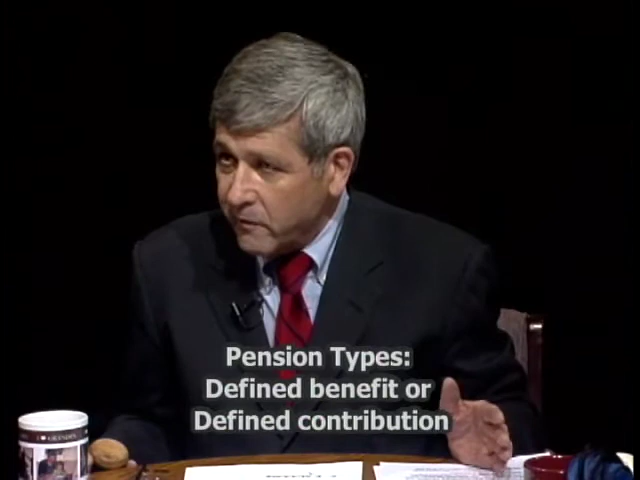 Pension Types:
Defined benefit or
Defined contribution